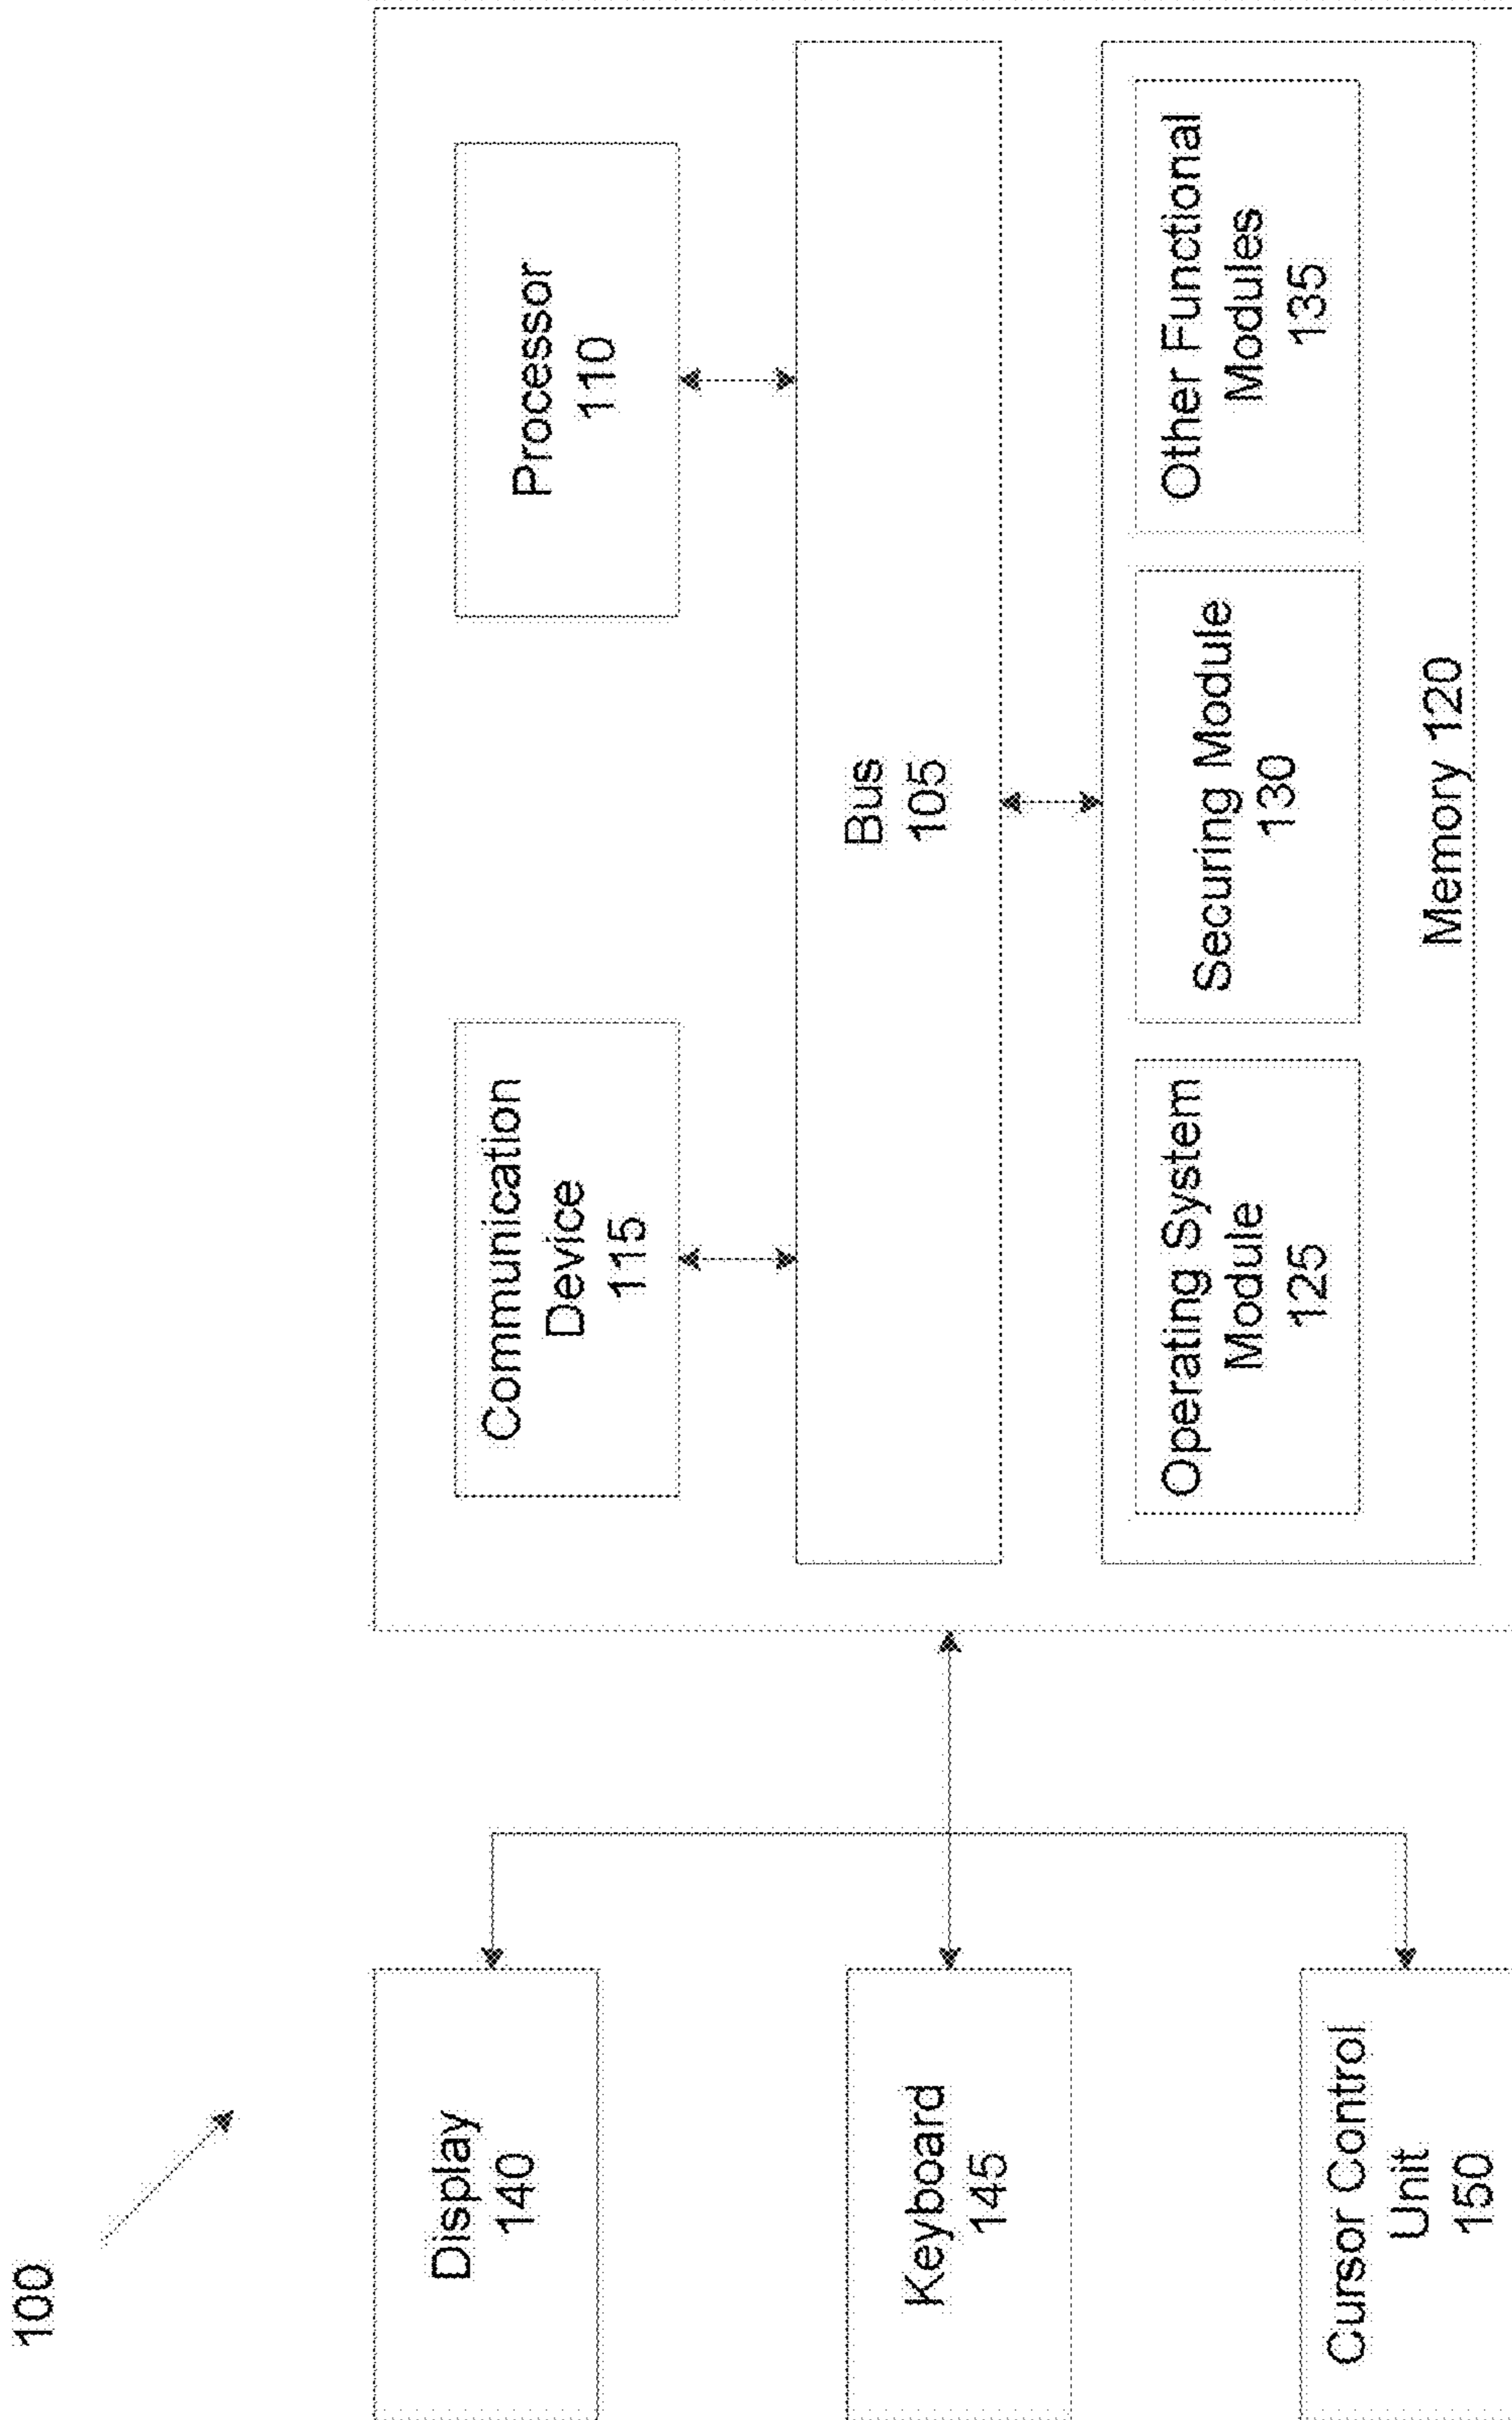 100
Display
140
Keyboard
145
Cursor Control
Unit
150
Communication
Device
115
Processor
110
Bus
105
Operating System
Module
125
Securing Module
130
Other Functional
Modules
135
Memory 120